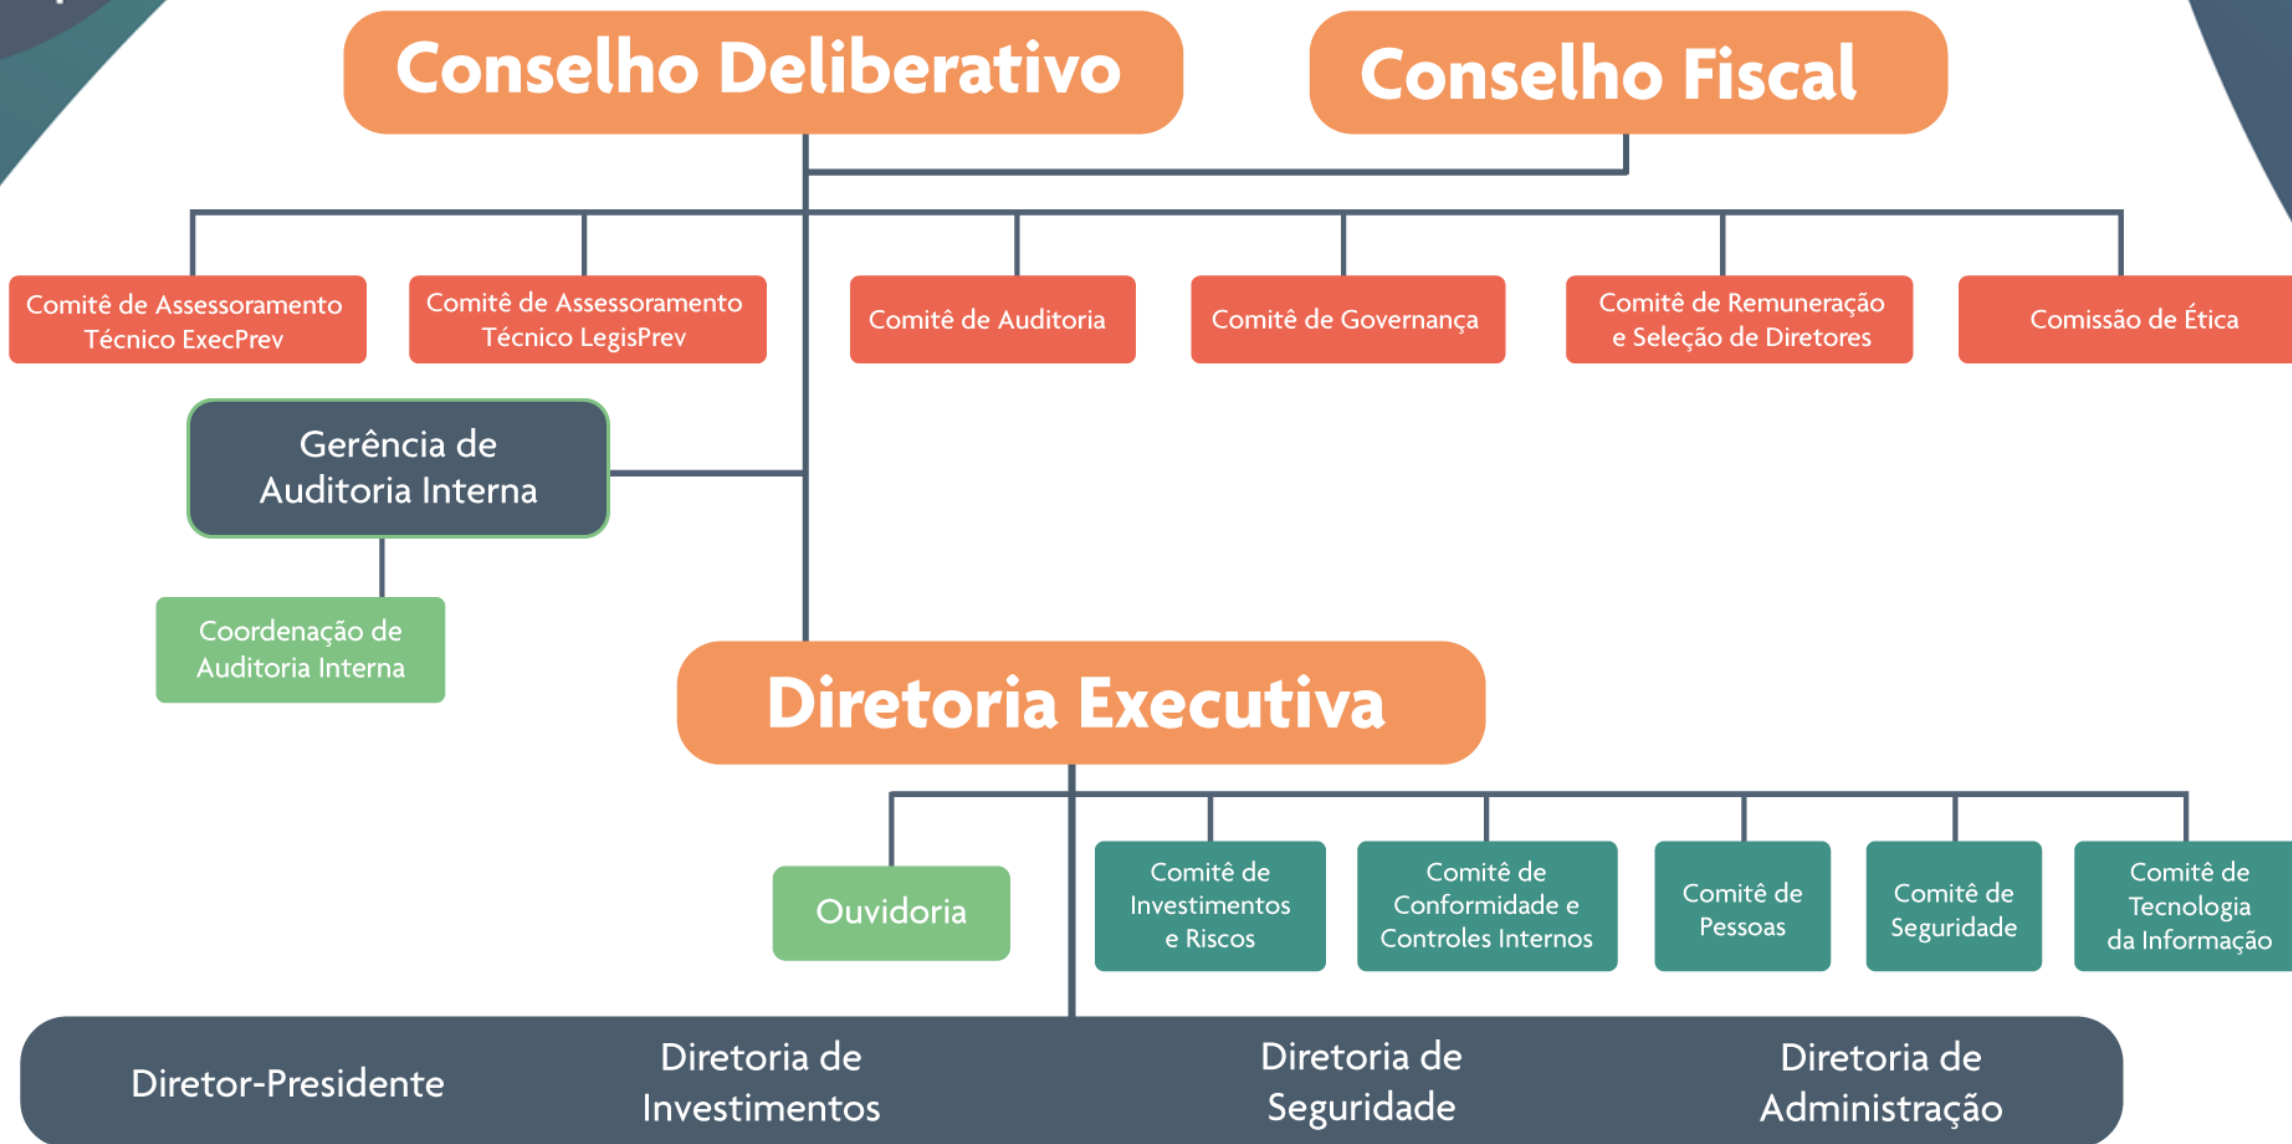 Conselho Deliberativo
Conselho Fiscal
Comitê de Assessoramento
Técnico ExecPrev
Comitê de Assessoramento
Técnico LegisPrev
Comitê de Auditoria
Comitê de Governança
Comitê de Remuneração
e Seleção de Diretores
Comissão de Ética
Gerência de
Auditoria Interna
Coordenação de
Auditoria Interna
Diretoria Executiva
Ouvidoria
Comitê de
Investimentos
e Riscos
Comitê de
Conformidade e
Controles Internos
Comitê de
Pessoas
Comitê de
Seguridade
Comitê de
Tecnologia
da Informação
Diretor-Presidente
Diretoria de
Investimentos
Diretoria de
Seguridade
Diretoria de
Administração